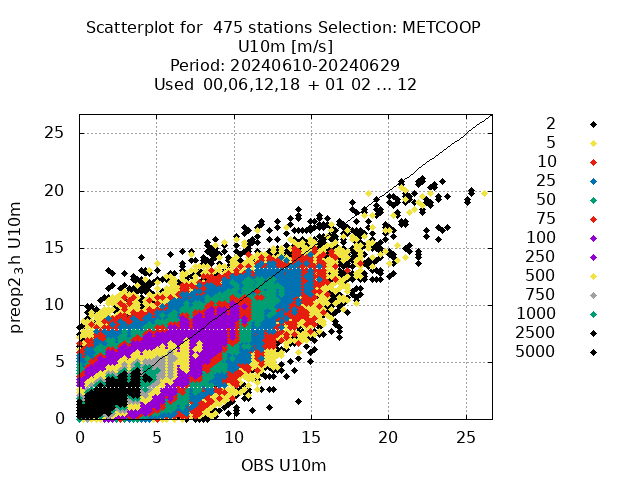 Scatterplot for  475 stations Selection: METCOOP
U10m [m/s]
Period: 20240610-20240629
Used  00,06,12,18 + 01 02 ... 12
preop2₃h U10m
25
20
15
10
5
0
0 5 10 15 20 25
OBS U10m
2
5
10
25
50
75
100
250
500
750
1000
2500
5000